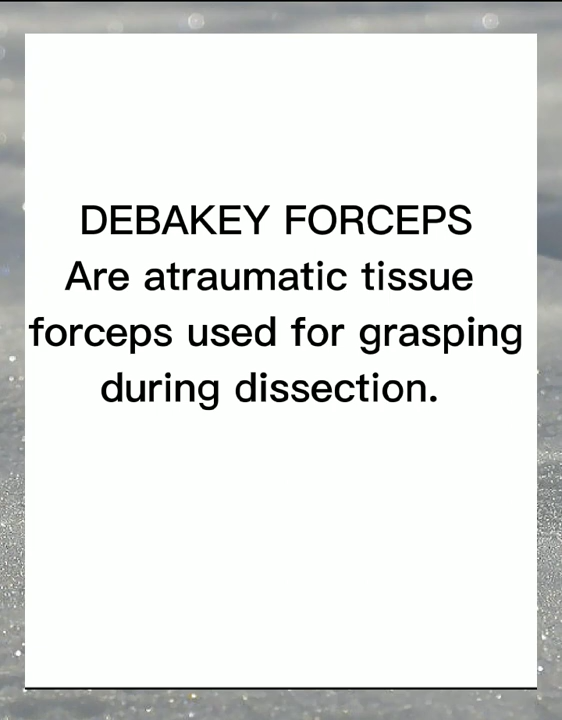 DEBAKEY FORCEPS
Are atraumatic tissue
forceps used for grasping
during dissection.